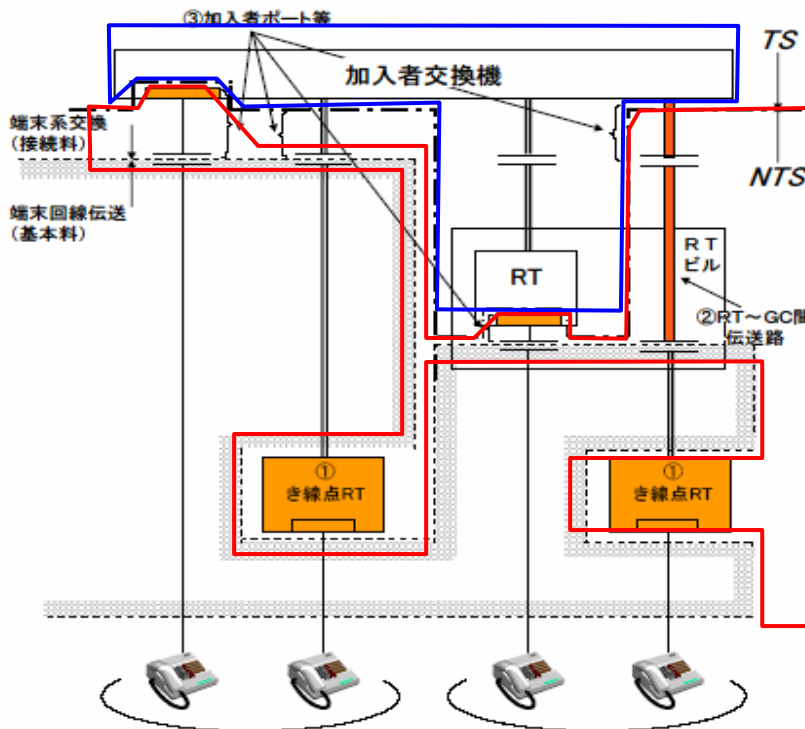 ③加入者ポート等
TS
加入者交換機
端末系交換
(接続料)
NTS
端末回線伝送
(基本料)
RT
ビル
RT
②RT～GC間
伝送路
①
き線点RT
①
き線点RT